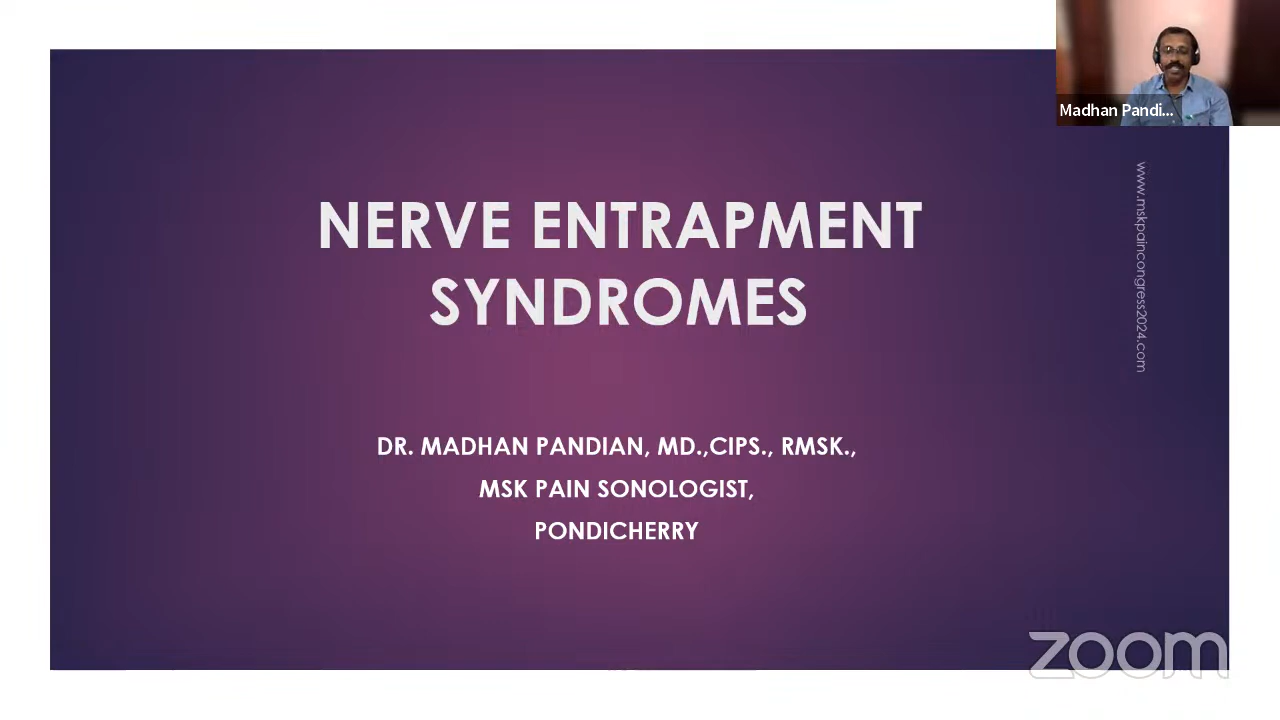 Madhan Pandi...
www.mskpaincongress2024.com
NERVE ENTRAPMENT
SYNDROMES
DR. MADHAN PANDIAN, MD.,CIPS., RMSK.,
MSK PAIN SONOLOGIST,
PONDICHERRY
zoom